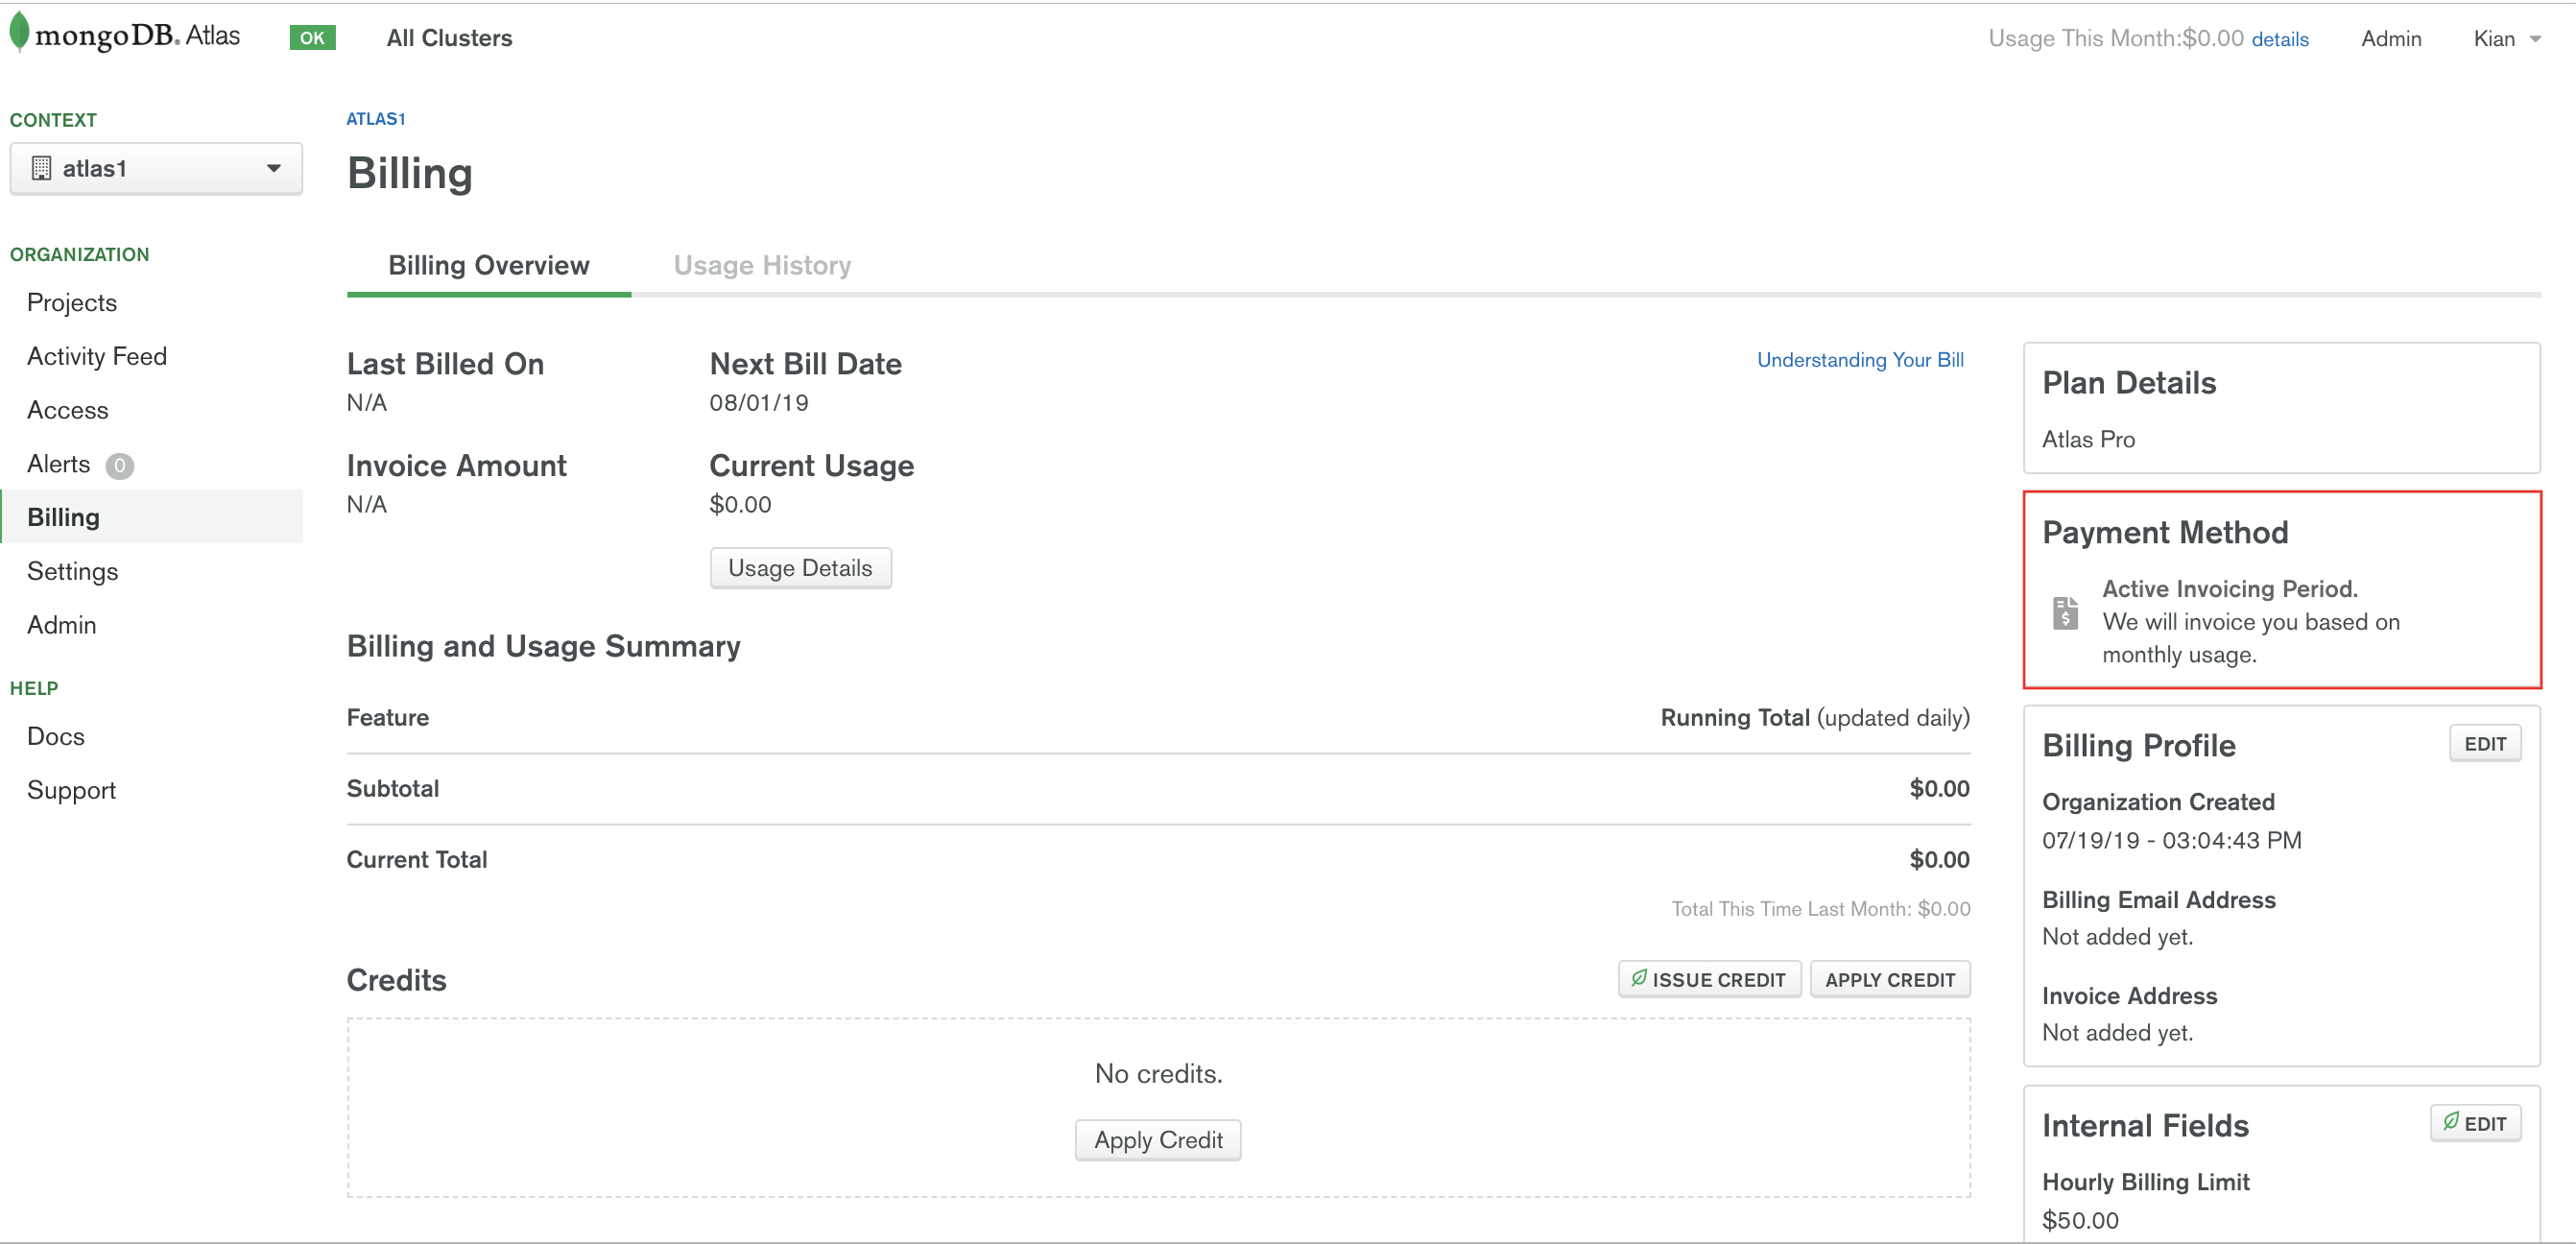 mongoDB. Atlas
OK
All Clusters
Usage This Month:$0.00 details
Admin
Kian
CONTEXT
atlas1
ORGANIZATION
Projects
Activity Feed
Access
Alerts 0
Billing
Settings
Admin
HELP
Docs
Support
ATLAS1
Billing
Billing Overview
Usage History
Last Billed On
N/A
Next Bill Date
08/01/19
Understanding Your Bill
Invoice Amount
N/A
Current Usage
$0.00
Usage Details
Billing and Usage Summary
Feature
Running Total (updated daily)
Subtotal
$0.00
Current Total
$0.00
Total This Time Last Month: $0.00
Credits
ISSUE CREDIT
APPLY CREDIT
No credits.
Apply Credit
Plan Details
Atlas Pro
Payment Method
Active Invoicing Period.
We will invoice you based on
monthly usage.
Billing Profile
EDIT
Organization Created
07/19/19 - 03:04:43 PM
Billing Email Address
Not added yet.
Invoice Address
Not added yet.
Internal Fields
EDIT
Hourly Billing Limit
$50.00